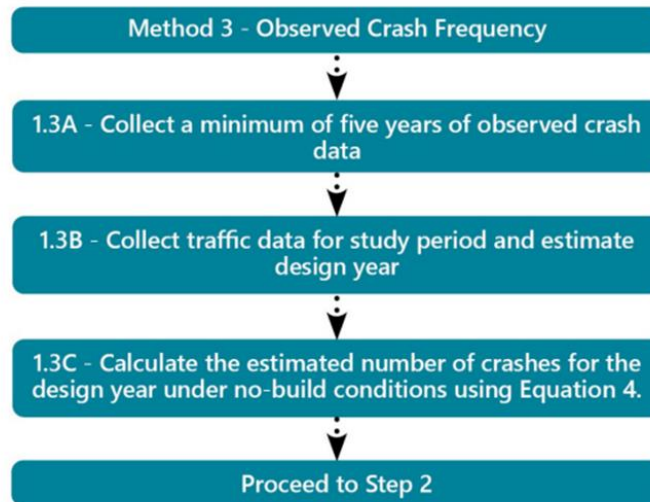 Method 3 - Observed Crash Frequency
1.3A - Collect a minimum of five years of observed crash
data
1.3B - Collect traffic data for study period and estimate
design year
1.3C - Calculate the estimated number of crashes for the
design year under no-build conditions using Equation 4.
Proceed to Step 2